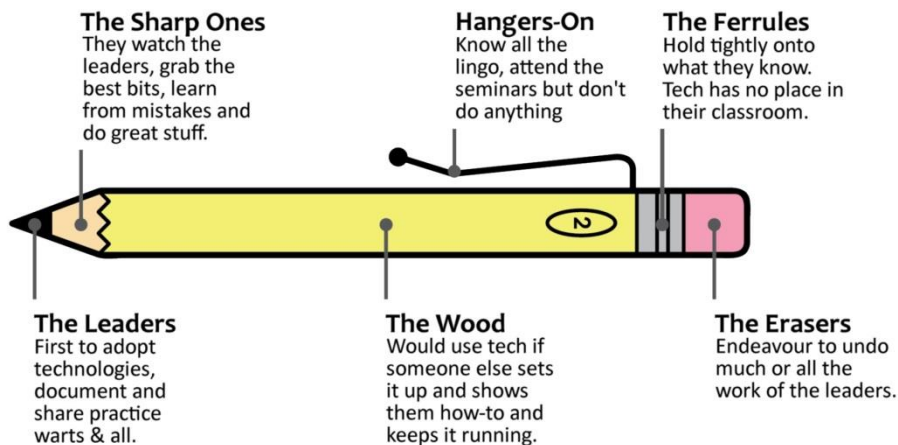 The Sharp Ones
They watch the
leaders, grab the
best bits, learn
from mistakes and
do great stuff.
Hangers-On
Know all the
lingo, attend the
seminars but don't
do anything
The Ferrules
Hold tightly onto
what they know.
Tech has no place in
their classroom.
2
The Leaders
First to adopt
technologies,
document and
share practice
warts & all.
The Wood
Would use tech if
someone else sets
it up and shows
them how-to and
keeps it running.
The Erasers
Endeavour to undo
much or all the
work of the leaders.